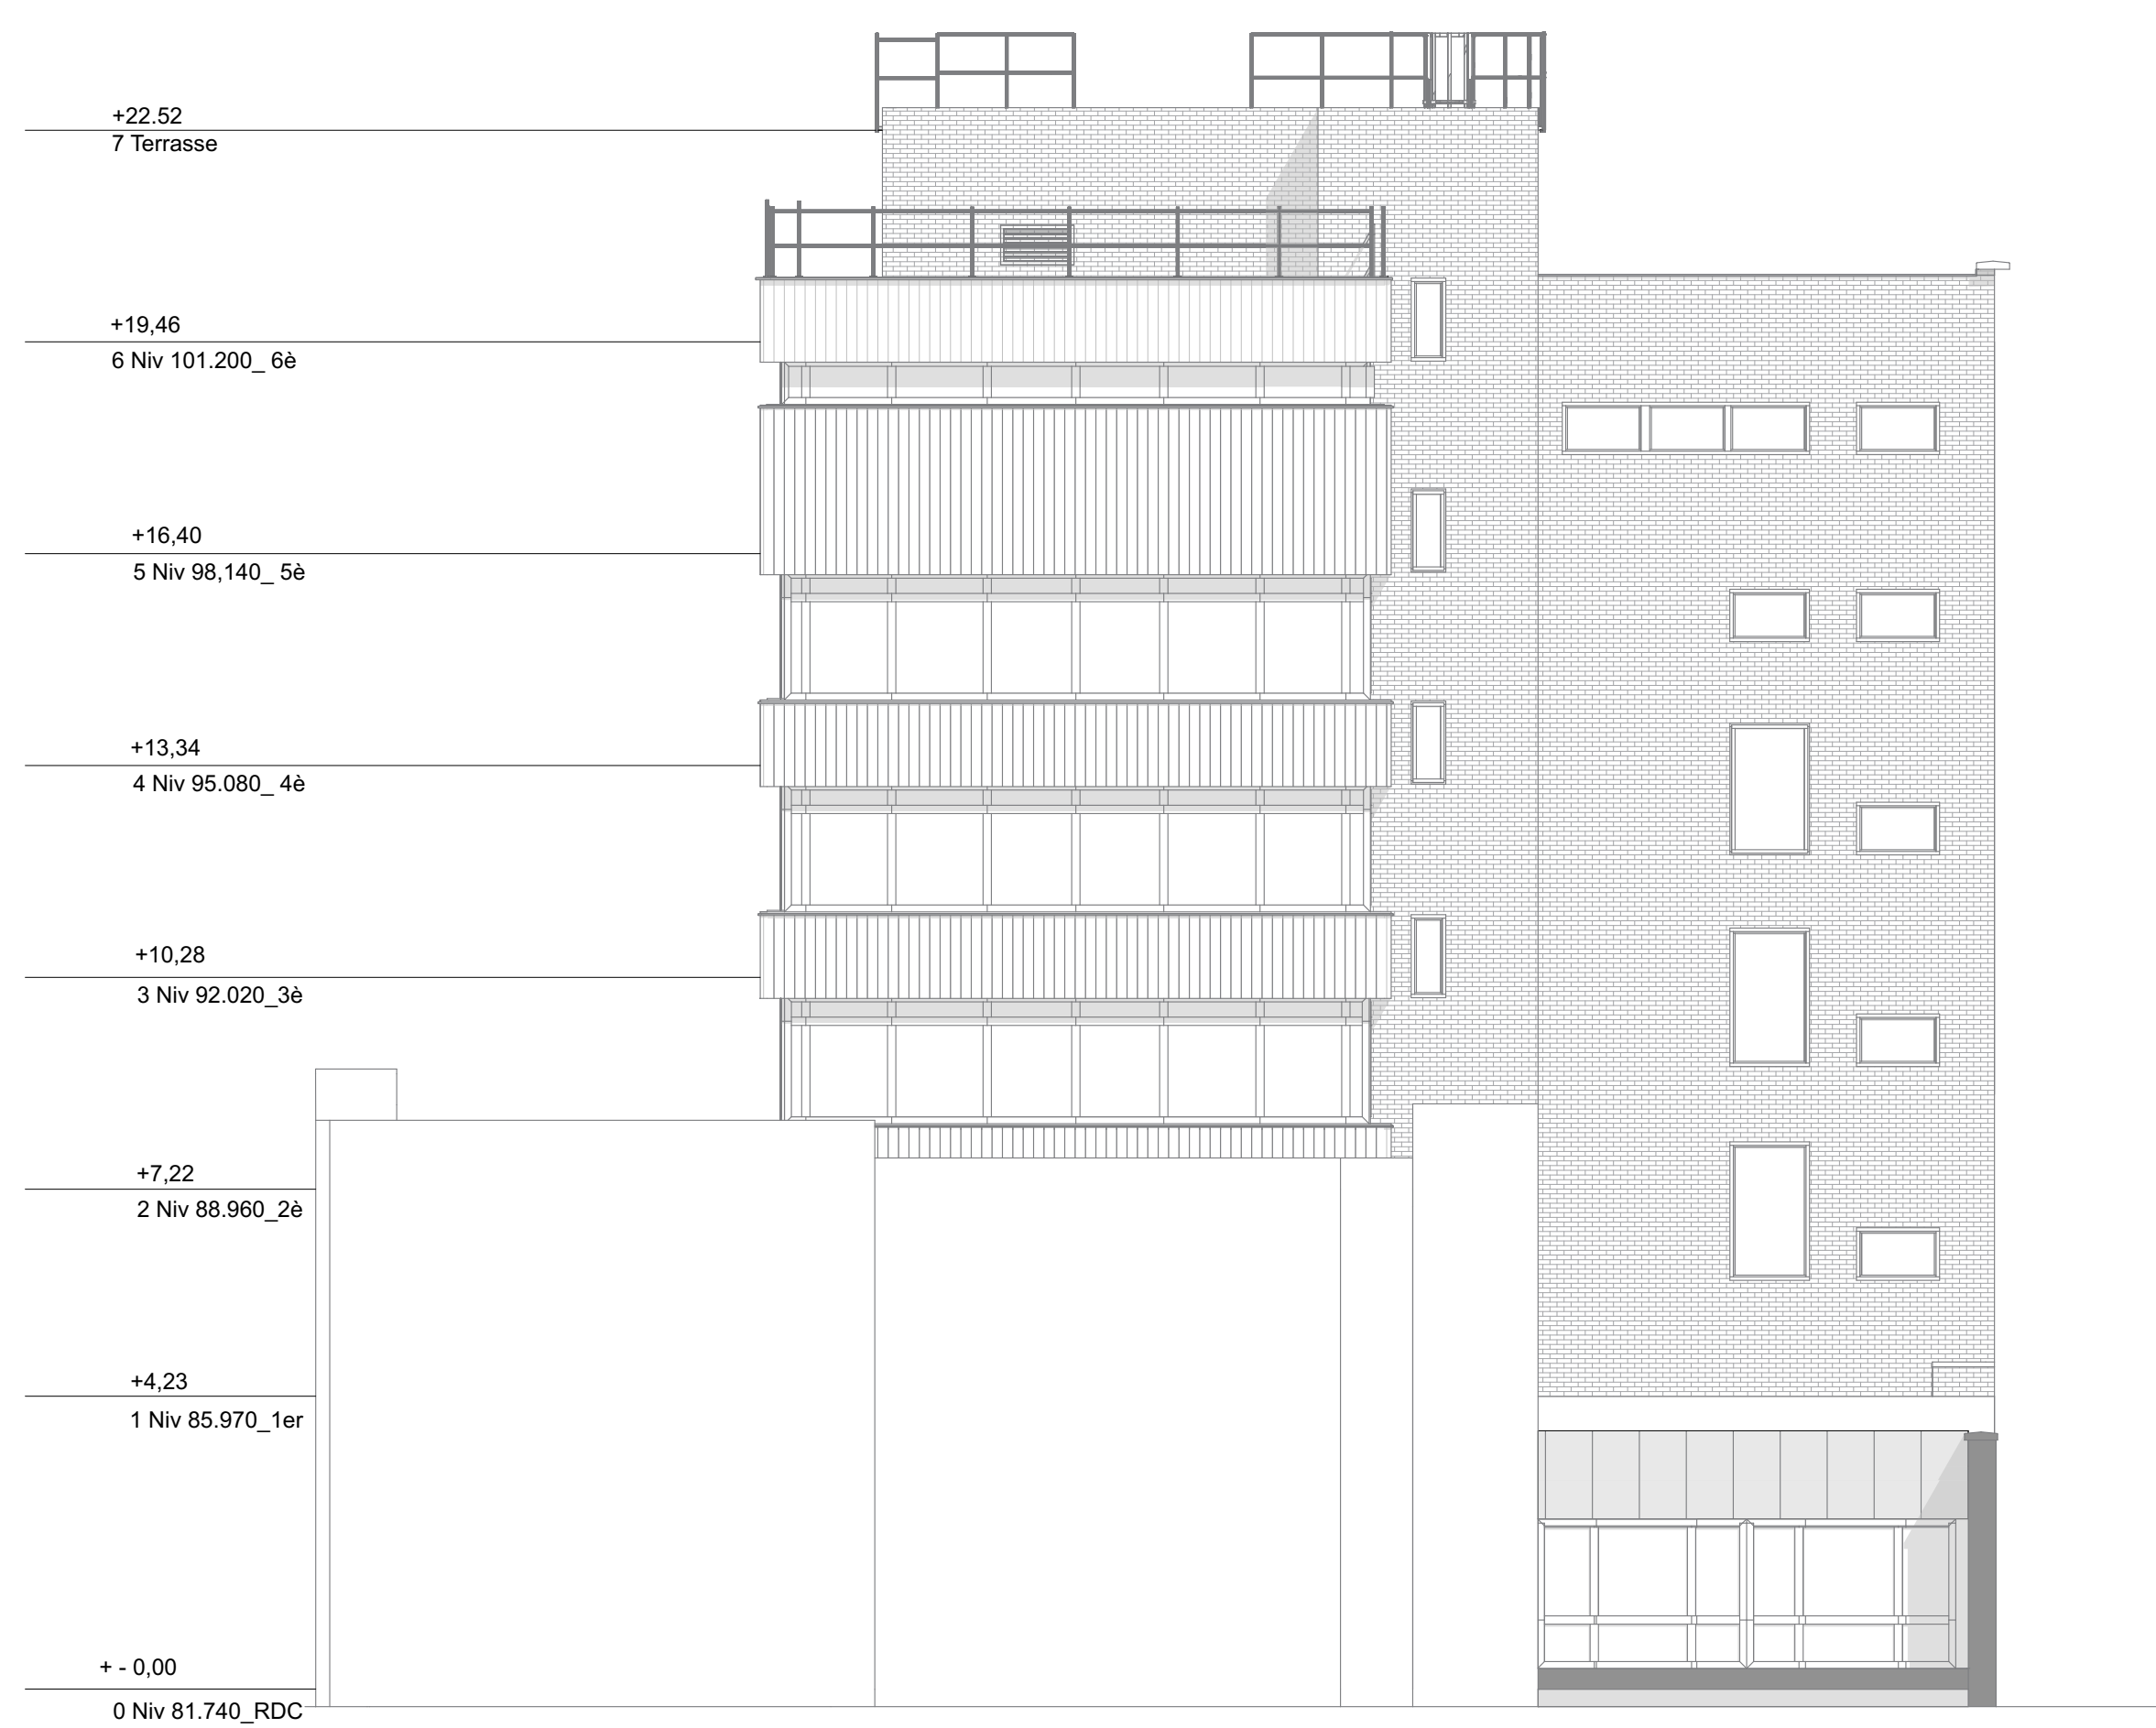 +22.52
7 Terrasse
+19,46
6 Niv 101.200_ 6è
+16,40
5 Niv 98,140_ 5è
+13,34
4 Niv 95.080_ 4è
+10,28
3 Niv 92.020_3è
+7,22
2 Niv 88.960_2è
+4,23
1 Niv 85.970_1er
+ - 0,00
0 Niv 81.740_RDC